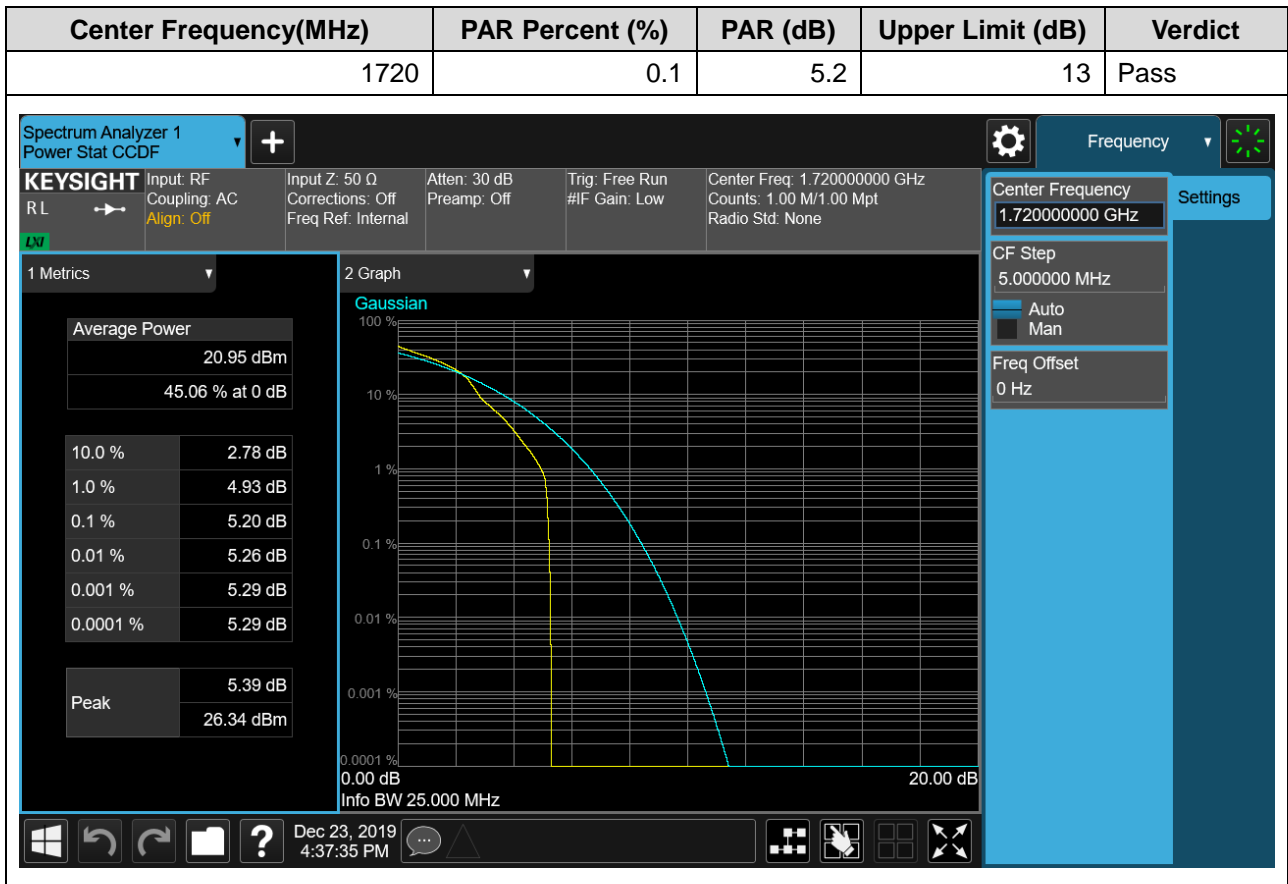 Center Frequency(MHz) PAR Percent (%) PAR (dB) Upper Limit (dB) Verdict
1720 0.1 5.2 13 Pass
Spectrum Analyzer 1
Power Stat CCDF
Frequency
KEYSIGHT
R L
LXI
Input: RF
Coupling: AC
Align: Off
Input Z: 50 Ω
Corrections: Off
Freq Ref: Internal
Atten: 30 dB
Preamp: Off
Trig: Free Run
#IF Gain: Low
Center Freq: 1.720000000 GHz
Counts: 1.00 M/1.00 Mpt
Radio Std: None
Center Frequency
1.720000000 GHz
Settings
CF Step
5.000000 MHz
Auto
Man
Freq Offset
0 Hz
1 Metrics
Average Power
20.95 dBm
45.06 % at 0 dB
10.0 % 2.78 dB
1.0 % 4.93 dB
0.1 % 5.20 dB
0.01 % 5.26 dB
0.001 % 5.29 dB
0.0001 % 5.29 dB
Peak
5.39 dB
26.34 dBm
2 Graph
Gaussian
100 %
10 %
1 %
0.1 %
0.01 %
0.001 %
0.0001 %
0.00 dB 20.00 dB
Info BW 25.000 MHz
Dec 23, 2019
4:37:35 PM